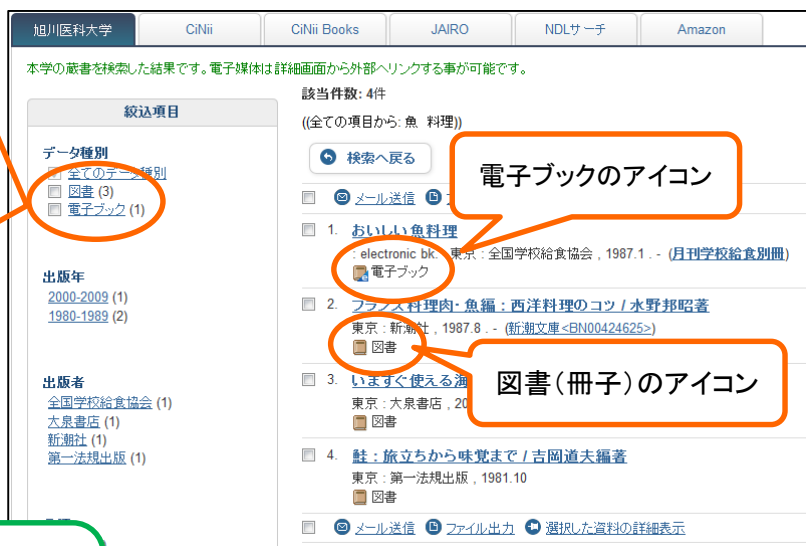 旭川医科大学 CiNii CiNii Books JAIRO NDLサーチ Amazon
本学の蔵書を検索した結果です。電子媒体は詳細画面から外部へリンクする事が可能です。
絞込項目
データ種別
全てのデータ種別
図書 (3)
電子ブック (1)
出版年
2000-2009 (1)
1980-1989 (2)
出版者
全国学校給食協会 (1)
大泉書店 (1)
新潮社 (1)
第一法規出版 (1)
該当件数: 4件
((全ての項目から: 魚 料理))
検索へ戻る
メール送信
電子ブックのアイコン
1. おいしい魚料理
: electronic bk. 東京 : 全国学校給食協会 , 1987.1 . - (月刊学校給食別冊)
電子ブック
2. フランス料理肉・魚編 : 西洋料理のコツ / 水野邦昭著
東京 : 新潮社 , 1987.8 . - (新潮文庫<BN00424625>)
図書
図書(冊子)のアイコン
3. いますぐ使える海
東京 : 大泉書店 , 20
図書
4. 鮭 : 旅立ちから味覚まで / 吉岡道夫編著
東京 : 第一法規出版 , 1981.10
図書
メール送信 ファイル出力 選択した資料の詳細表示